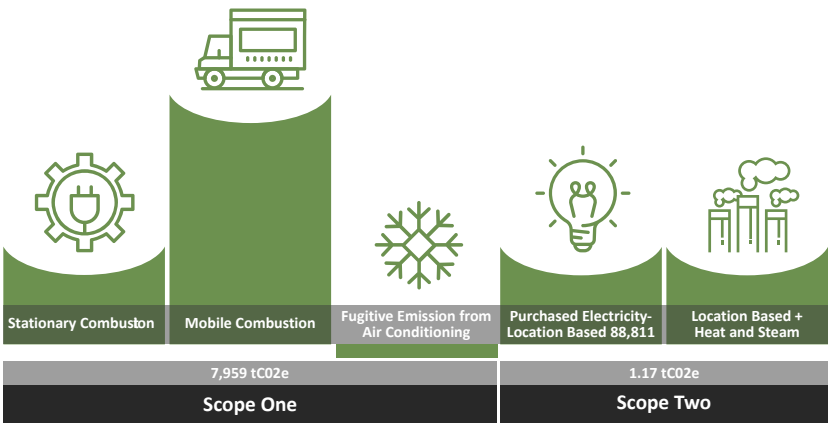 Stationary Combuston
Mobile Combustion
Fugitive Emission from
Air Conditioning
Purchased Electricity-
Location Based 88,811
Location Based +
Heat and Steam
7,959 tC02e
1.17 tC02e
Scope One
Scope Two